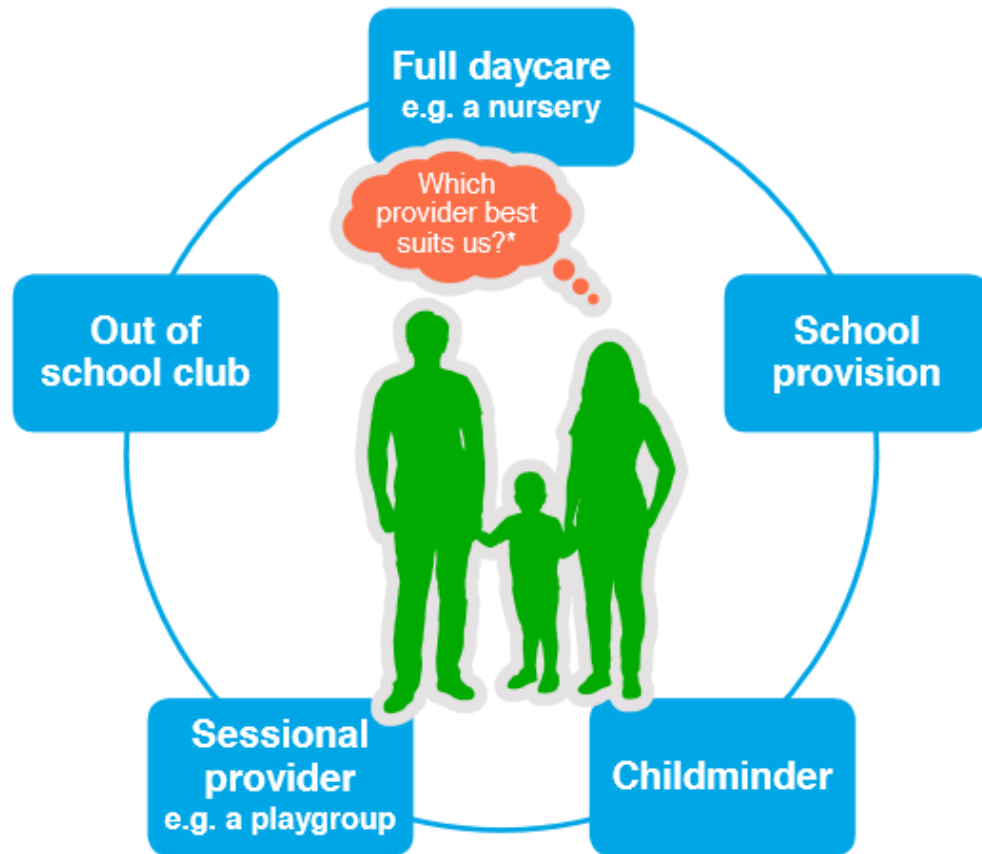 Full daycare
e.g. a nursery
Which
provider best
suits us?*
Out of
school club
School
provision
Sessional
provider
e.g. a playgroup
Childminder